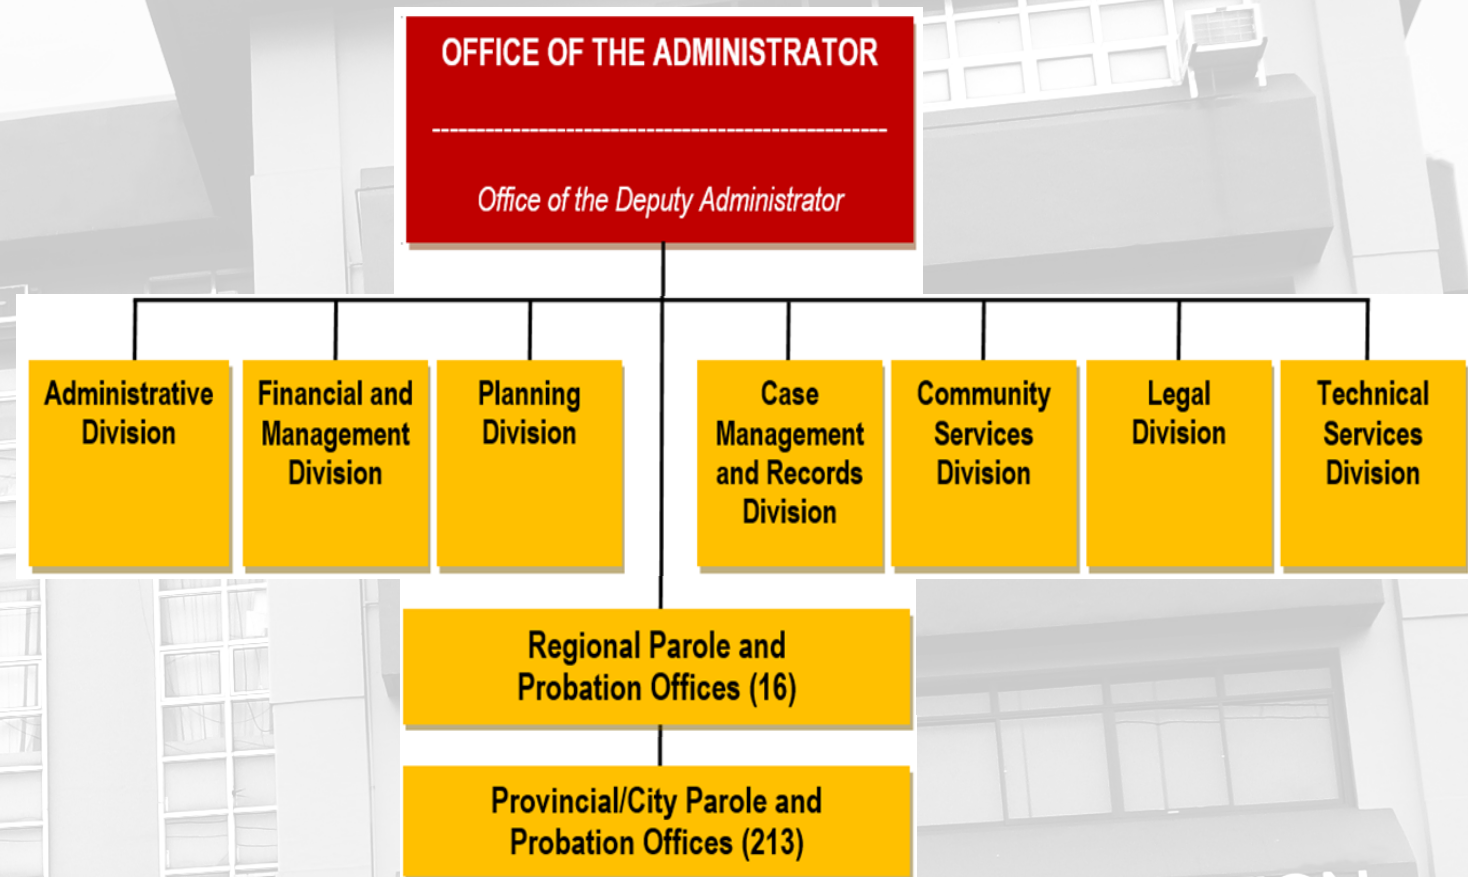 OFFICE OF THE ADMINISTRATOR
--------------------------------------------------
Office of the Deputy Administrator
Administrative
Division
Financial and
Management
Division
Planning
Division
Case
Management
and Records
Division
Community
Services
Division
Legal
Division
Technical
Services
Division
Regional Parole and
Probation Offices (16)
Provincial/City Parole and
Probation Offices (213)